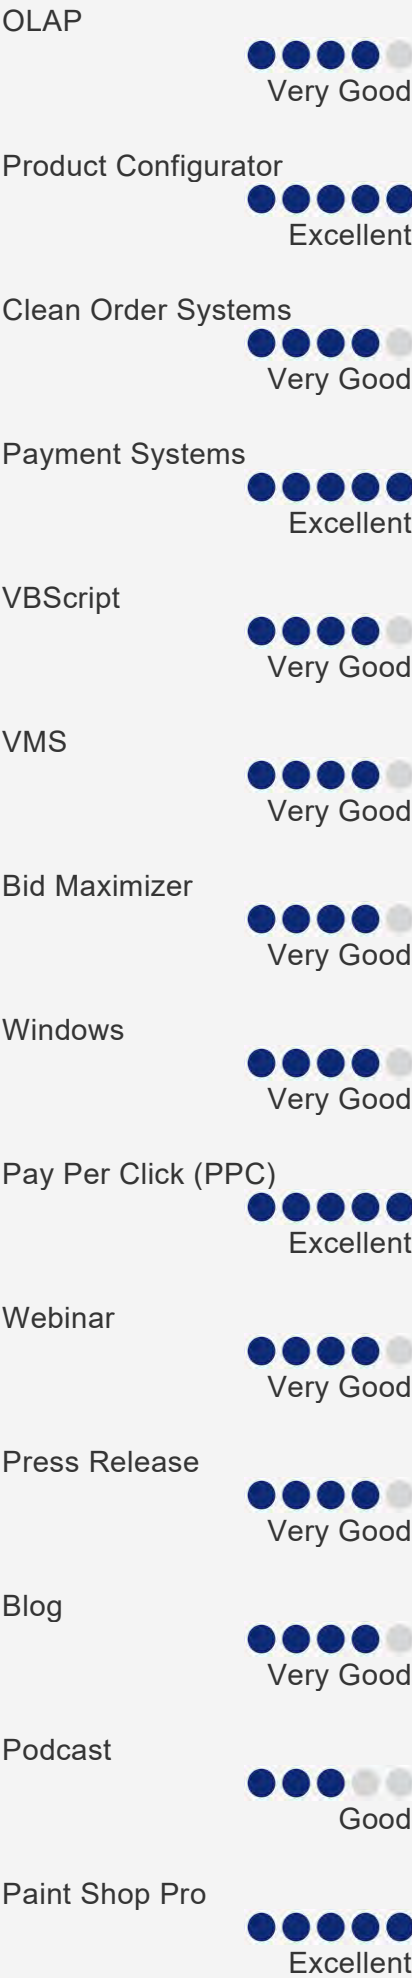 OLAP
Very Good
Product Configurator
Excellent
Clean Order Systems
Very Good
Payment Systems
Excellent
VBScript
Very Good
VMS
Very Good
Bid Maximizer
Very Good
Windows
Very Good
Pay Per Click (PPC)
Excellent
Webinar
Very Good
Press Release
Very Good
Blog
Very Good
Podcast
Good
Paint Shop Pro
Excellent